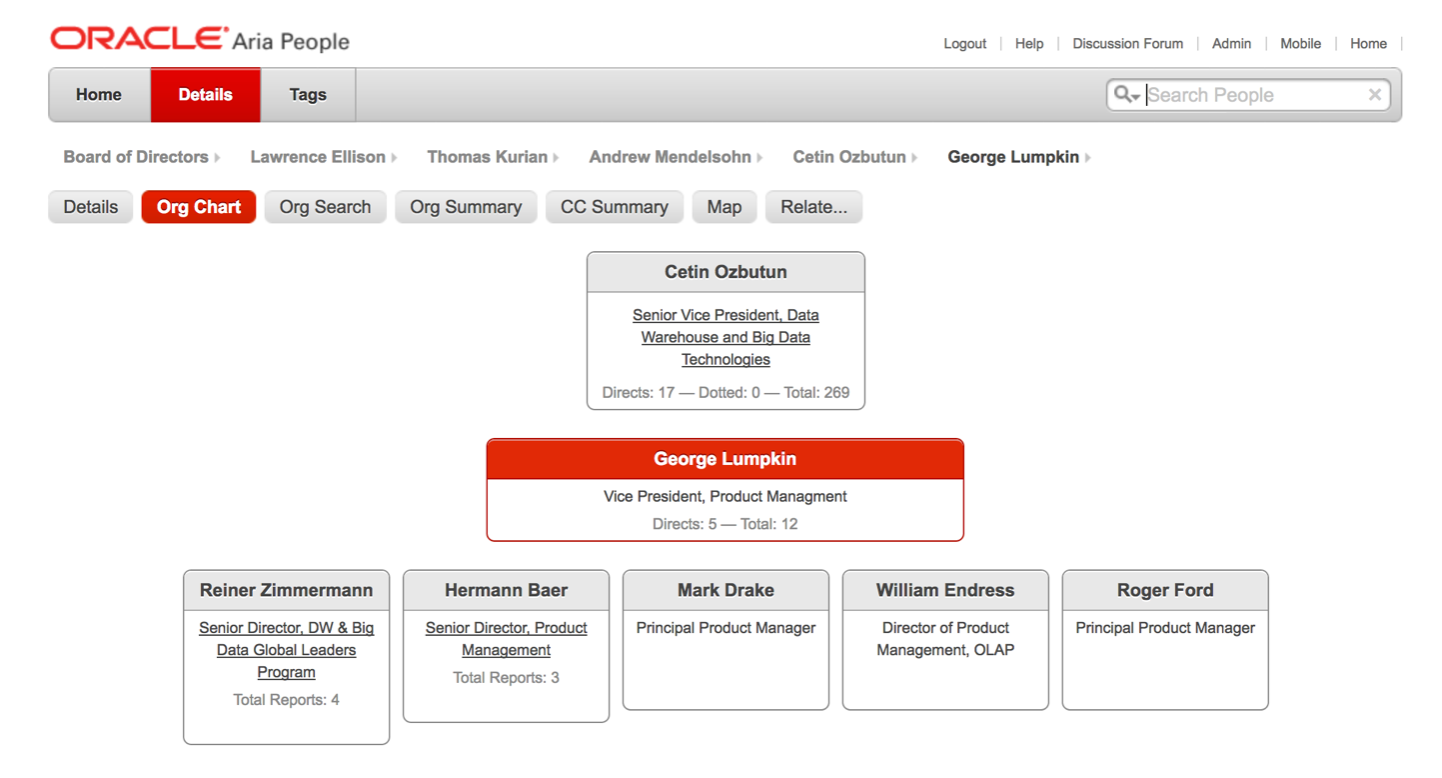 ORACLE Aria People
Logout | Help | Discussion Forum | Admin | Mobile | Home |
Home Details Tags Search People
Board of Directors Lawrence Ellison Thomas Kurian Andrew Mendelsohn Cetin Ozbutun George Lumpkin
Details Org Chart Org Search Org Summary CC Summary Map Relate...
Cetin Ozbutun
Senior Vice President, Data
Warehouse and Big Data
Technologies
Directs: 17 — Dotted: 0 — Total: 269
George Lumpkin
Vice President, Product Managment
Directs: 5 — Total: 12
Reiner Zimmermann
Senior Director, DW & Big
Data Global Leaders
Program
Total Reports: 4
Hermann Baer
Senior Director, Product
Management
Total Reports: 3
Mark Drake
Principal Product Manager
William Endress
Director of Product
Management, OLAP
Roger Ford
Principal Product Manager